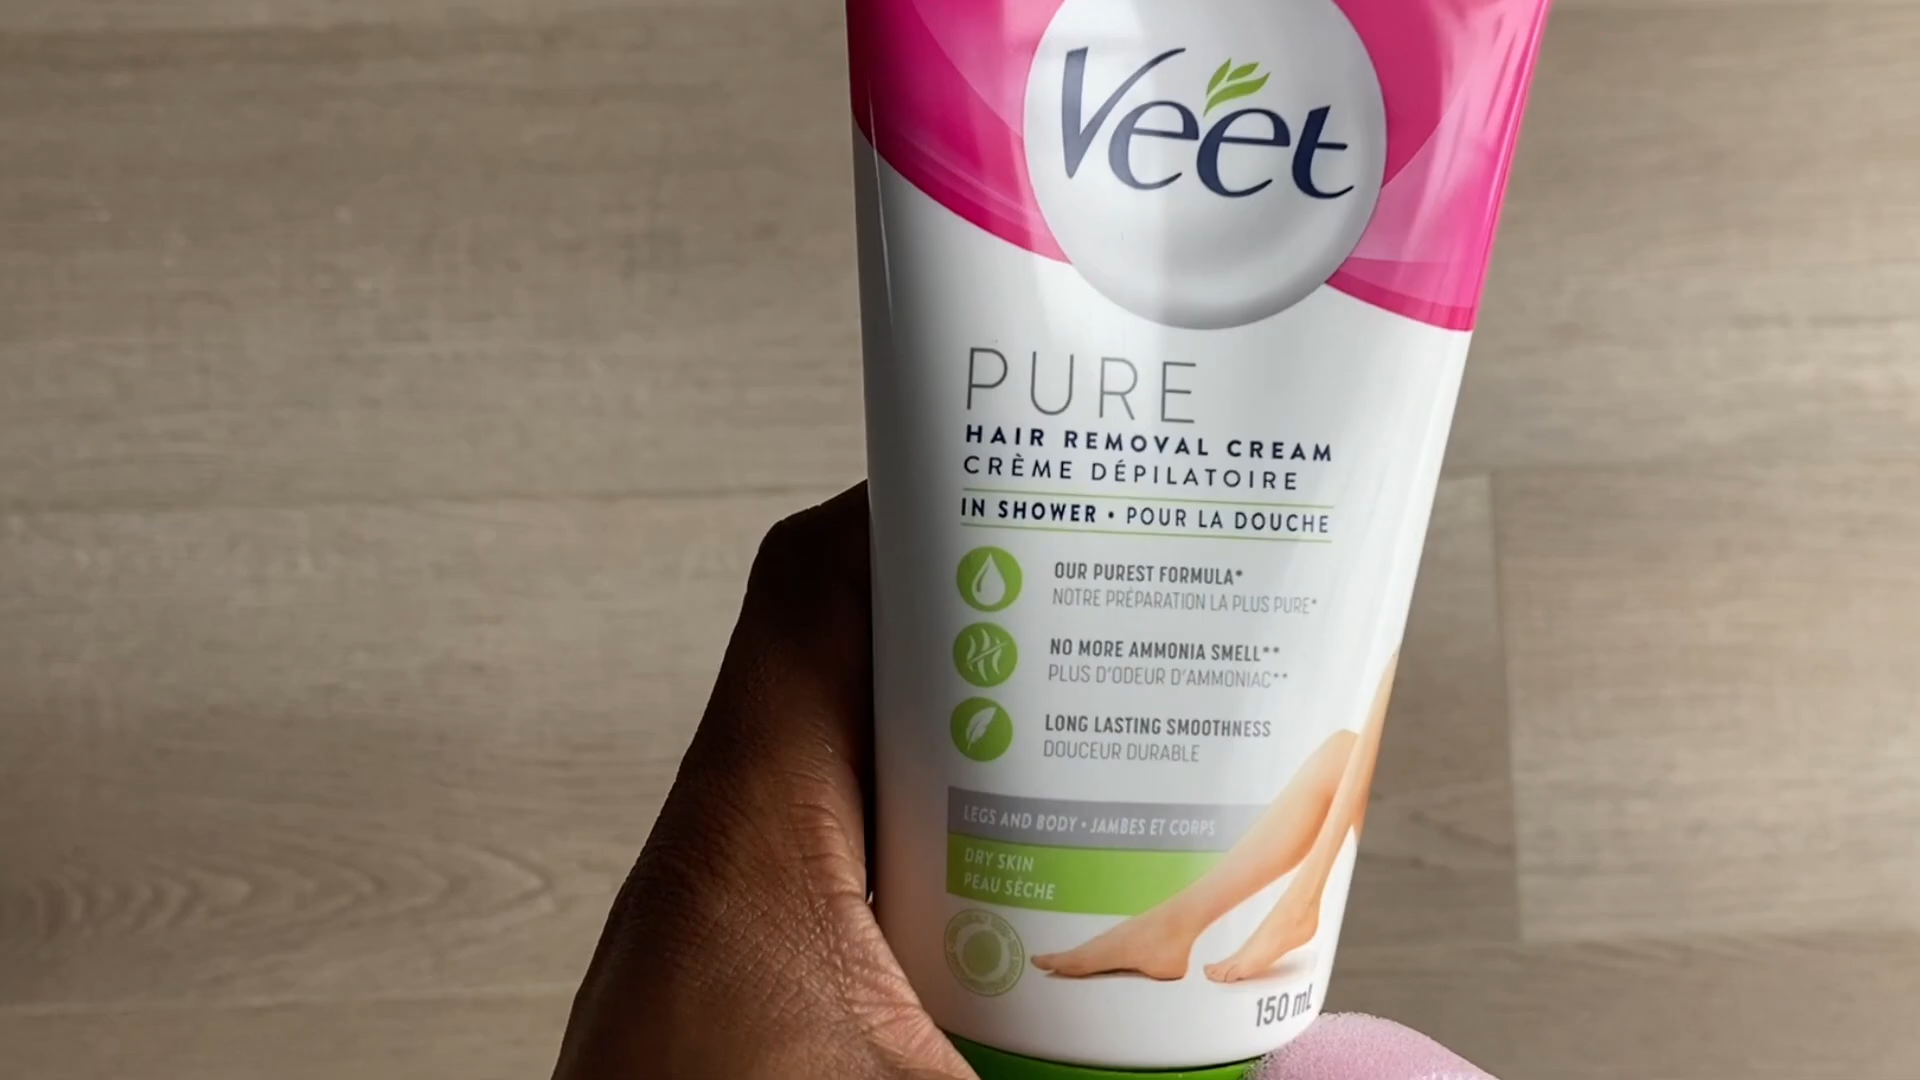 Veet
PURE
HAIR REMOVAL CREAM
CRÈME DÉPILATOIRE
IN SHOWER • POUR LA DOUCHE
OUR PUREST FORMULA*
NOTRE PRÉPARATION LA PLUS PURE*
NO MORE AMMONIA SMELL**
PLUS D'ODEUR D'AMMONIAC**
LONG LASTING SMOOTHNESS
DOUCEUR DURABLE
LEGS AND BODY • JAMBES ET CORPS
DRY SKIN
PEAU SÈCHE
150 mL